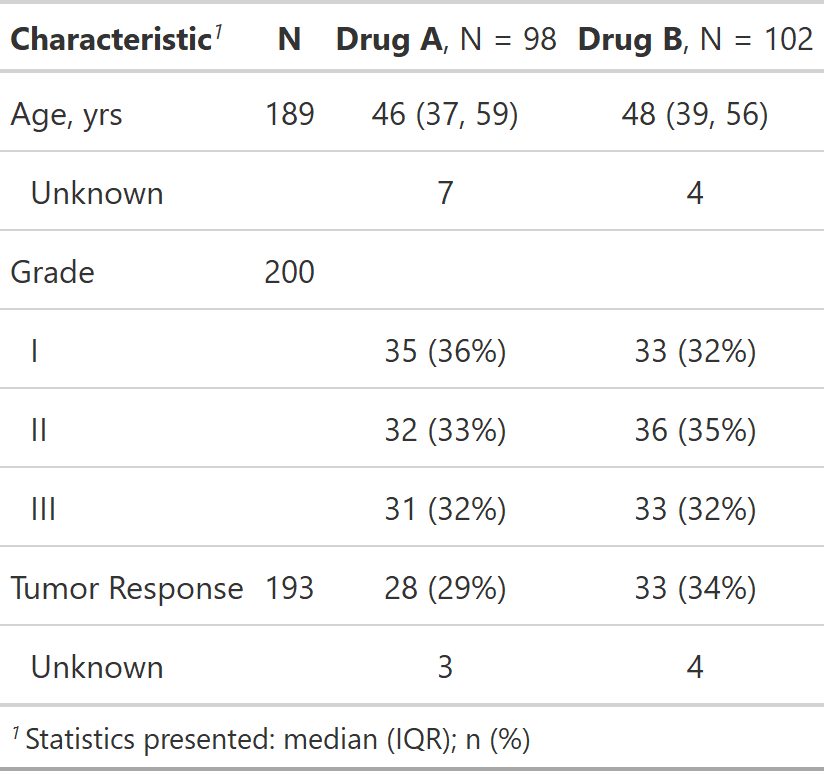 Characteristic1 N Drug A, N = 98 Drug B, N = 102
Age, yrs 189 46 (37, 59) 48 (39, 56)
Unknown 7 4
Grade 200
I 35 (36%) 33 (32%)
II 32 (33%) 36 (35%)
III 31 (32%) 33 (32%)
Tumor Response 193 28 (29%) 33 (34%)
Unknown 3 4
1 Statistics presented: median (IQR); n (%)